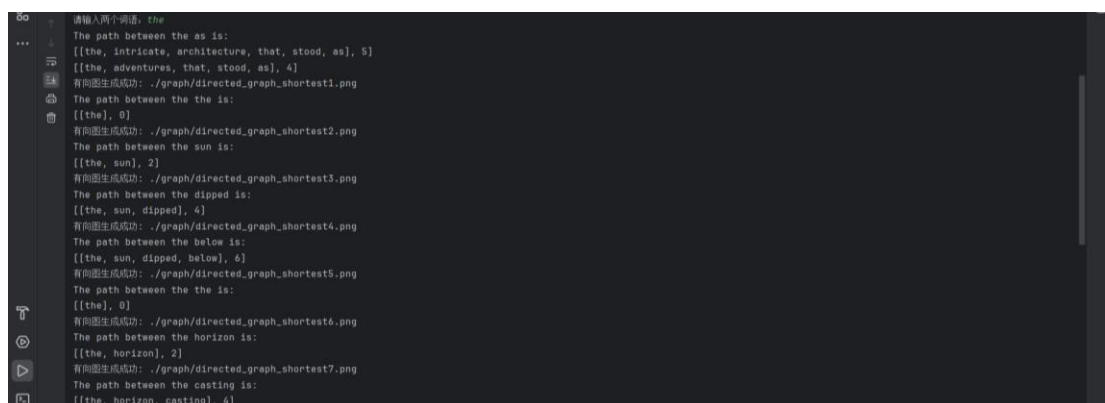 请输入两个词语：the
The path between the as is:
[[the, intricate, architecture, that, stood, as], 5]
[[the, adventures, that, stood, as], 4]
有向图生成成功: ./graph/directed_graph_shortest1.png
The path between the the is:
[[the], 0]
有向图生成成功: ./graph/directed_graph_shortest2.png
The path between the sun is:
[[the, sun], 2]
有向图生成成功: ./graph/directed_graph_shortest3.png
The path between the dipped is:
[[the, sun, dipped], 4]
有向图生成成功: ./graph/directed_graph_shortest4.png
The path between the below is:
[[the, sun, dipped, below], 6]
有向图生成成功: ./graph/directed_graph_shortest5.png
The path between the the is:
[[the], 0]
有向图生成成功: ./graph/directed_graph_shortest6.png
The path between the horizon is:
[[the, horizon], 2]
有向图生成成功: ./graph/directed_graph_shortest7.png
The path between the casting is:
[[the, horizon, casting], 4]